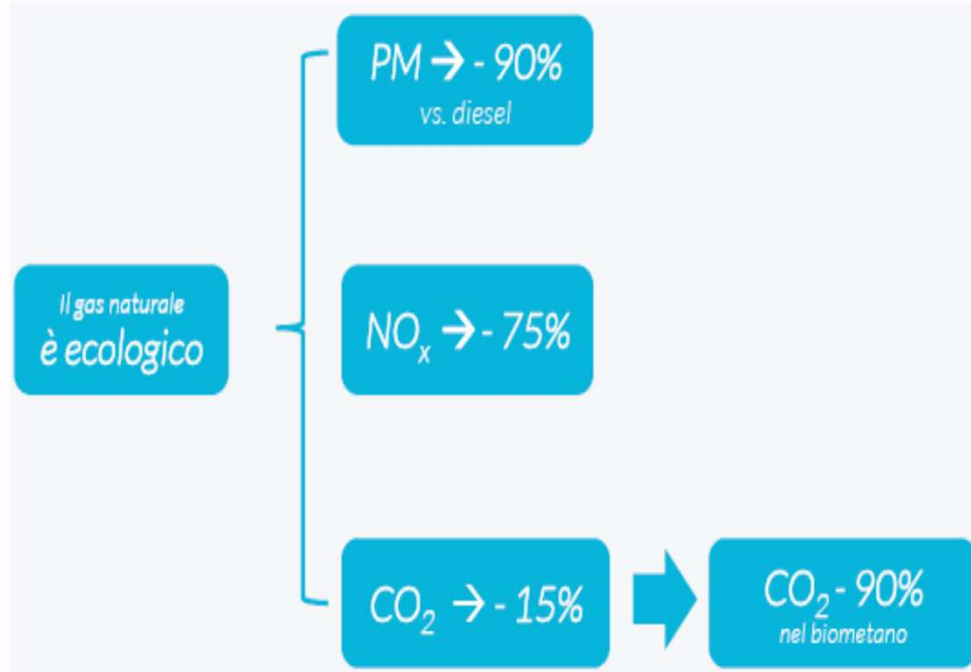 PM → - 90%
vs. diesel
Il gas naturale
è ecologico
NOₓ → - 75%
CO₂ → - 15%
CO₂ - 90%
nel biometano